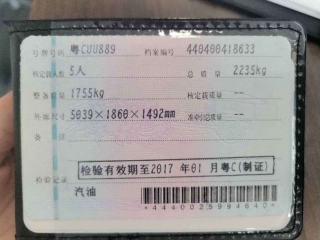 号牌号码 粤CUU889 档案编号 440400418633
核定载人数 5人 总质量 2235kg
整备质量 1755kg 核定载质量 --
外廓尺寸 5039×1860×1492mm 准牵引总质量 --
备注
检验有效期至2017年01月粤C(制证)
检验记录
汽油
*4440025994640*